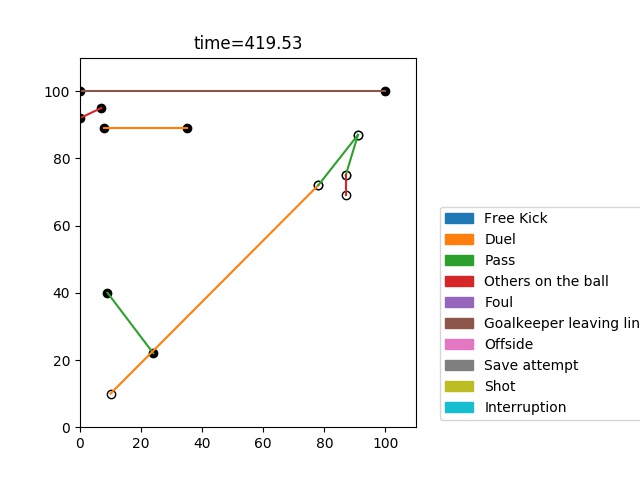 time=419.53
100
80
60
40
20
0
0 20 40 60 80 100
Free Kick
Duel
Pass
Others on the ball
Foul
Goalkeeper leaving lin
Offside
Save attempt
Shot
Interruption